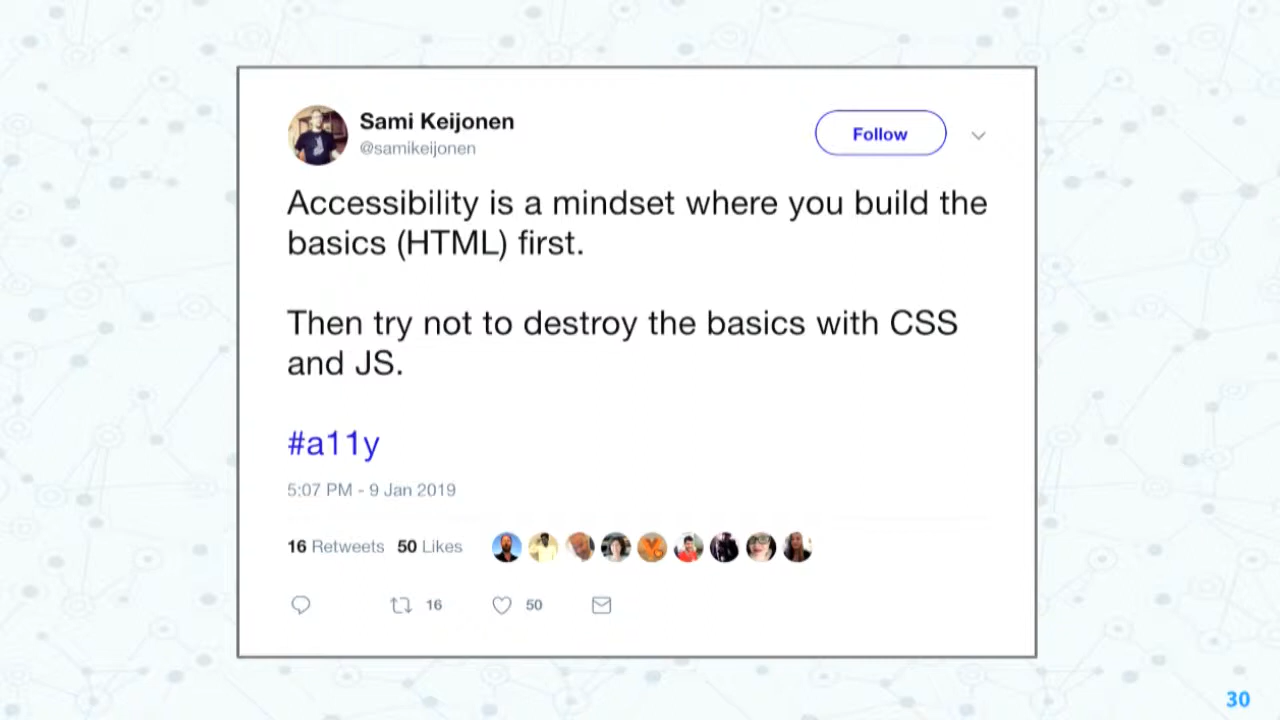 Sami Keijonen
@samikeijonen
Follow
Accessibility is a mindset where you build the
basics (HTML) first.
Then try not to destroy the basics with CSS
and JS.
#a11y
5:07 PM - 9 Jan 2019
16 Retweets 50 Likes
16 50
30